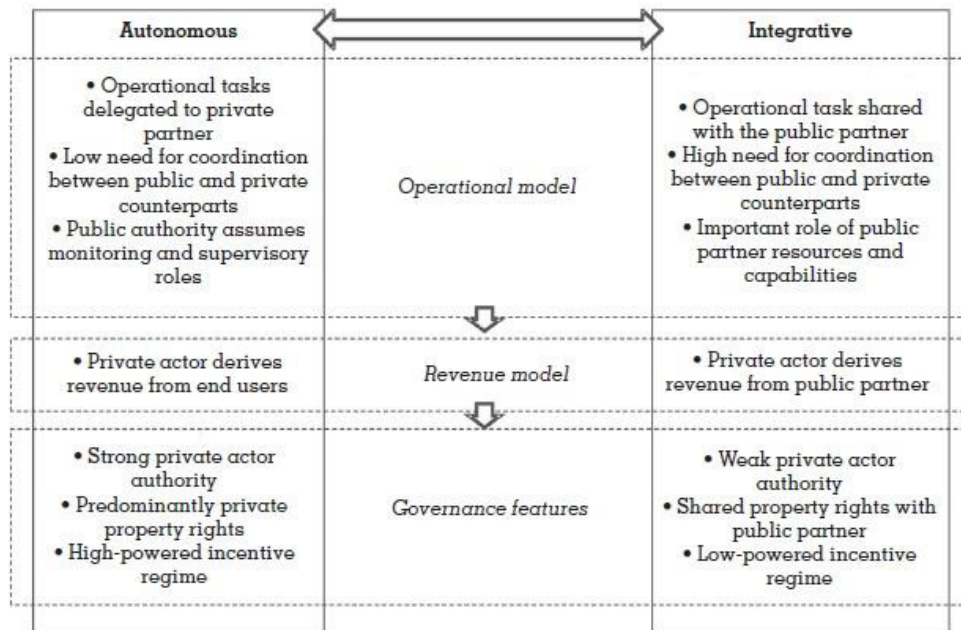 Autonomous
Integrative
• Operational tasks
delegated to private
partner
• Low need for coordination
between public and private
counterparts
• Public authority assumes
monitoring and supervisory
roles
Operational model
• Operational task shared
with the public partner
• High need for coordination
between public and private
counterparts
• Important role of public
partner resources and
capabilities
• Private actor derives
revenue from end users
Revenue model
• Private actor derives
revenue from public partner
• Strong private actor
authority
• Predominantly private
property rights
• High-powered incentive
regime
Governance features
• Weak private actor
authority
• Shared property rights with
public partner
• Low-powered incentive
regime